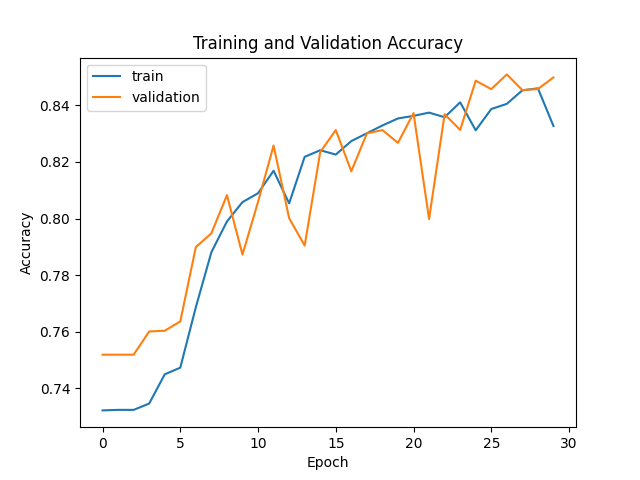 Training and Validation Accuracy
train
validation
0.84
0.82
0.80
0.78
0.76
0.74
Accuracy
0 5 10 15 20 25 30
Epoch